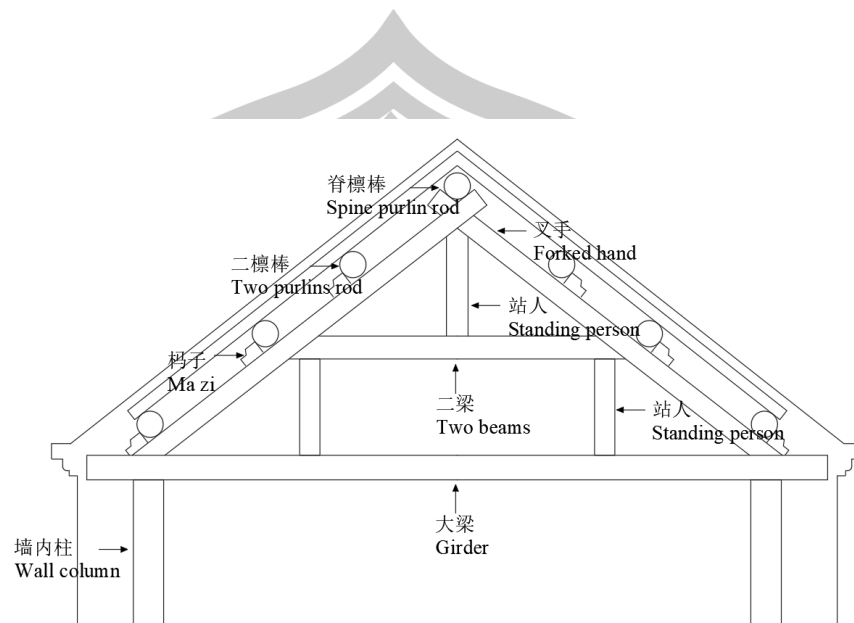 脊檩棒
Spine purlin rod
叉手
Forked hand
二檩棒
Two purlins rod
站人
Standing person
杩子
Ma zi
二梁
Two beams
站人
Standing person
大梁
Girder
墙内柱
Wall column